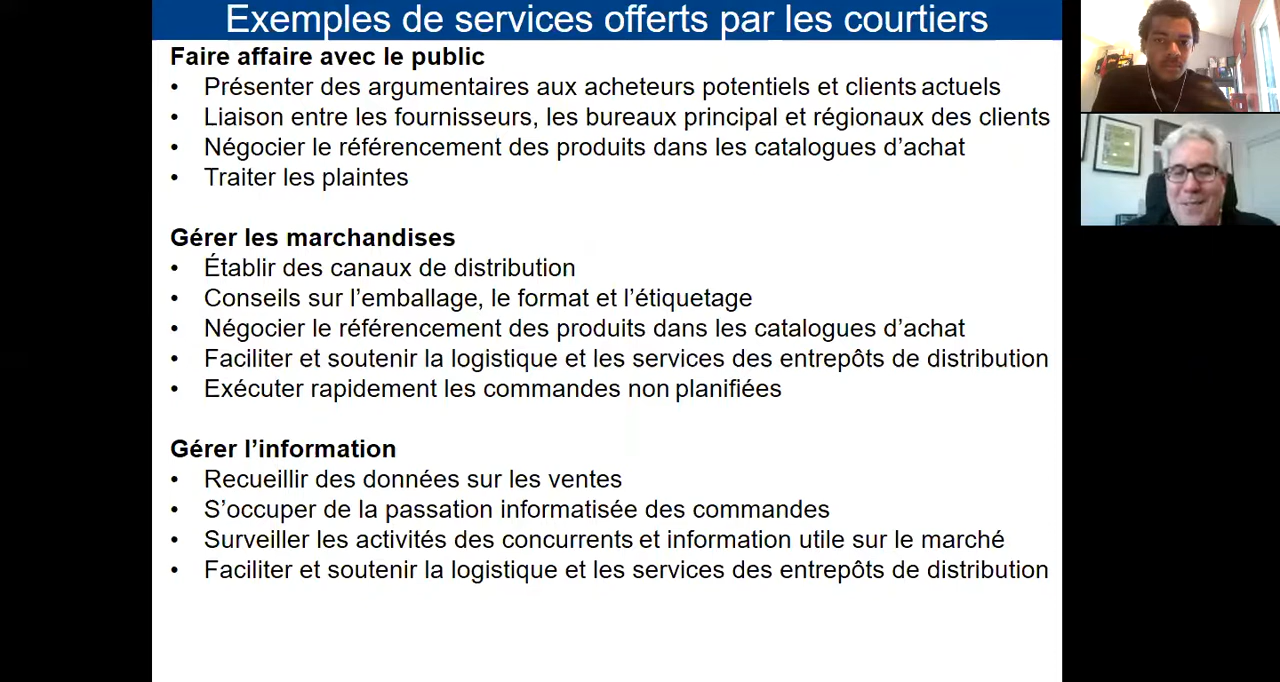 Exemples de services offerts par les courtiers
Faire affaire avec le public
• Présenter des argumentaires aux acheteurs potentiels et clients actuels
• Liaison entre les fournisseurs, les bureaux principal et régionaux des clients
• Négocier le référencement des produits dans les catalogues d’achat
• Traiter les plaintes
Gérer les marchandises
• Établir des canaux de distribution
• Conseils sur l’emballage, le format et l’étiquetage
• Négocier le référencement des produits dans les catalogues d’achat
• Faciliter et soutenir la logistique et les services des entrepôts de distribution
• Exécuter rapidement les commandes non planifiées
Gérer l’information
• Recueillir des données sur les ventes
• S’occuper de la passation informatisée des commandes
• Surveiller les activités des concurrents et information utile sur le marché
• Faciliter et soutenir la logistique et les services des entrepôts de distribution